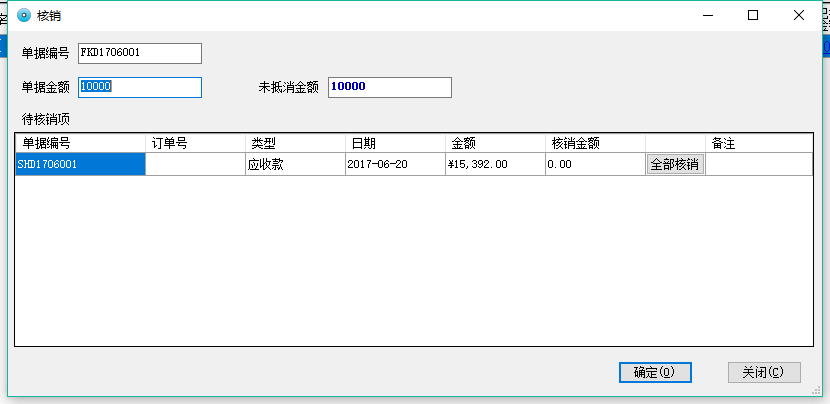 核销
单据编号 FKD1706001
单据金额 10000 未抵消金额 10000
待核销项
单据编号 订单号 类型 日期 金额 核销金额 备注
SHD1706001 应收款 2017-06-20 ¥15,392.00 0.00 全部核销
确定(O) 关闭(C)